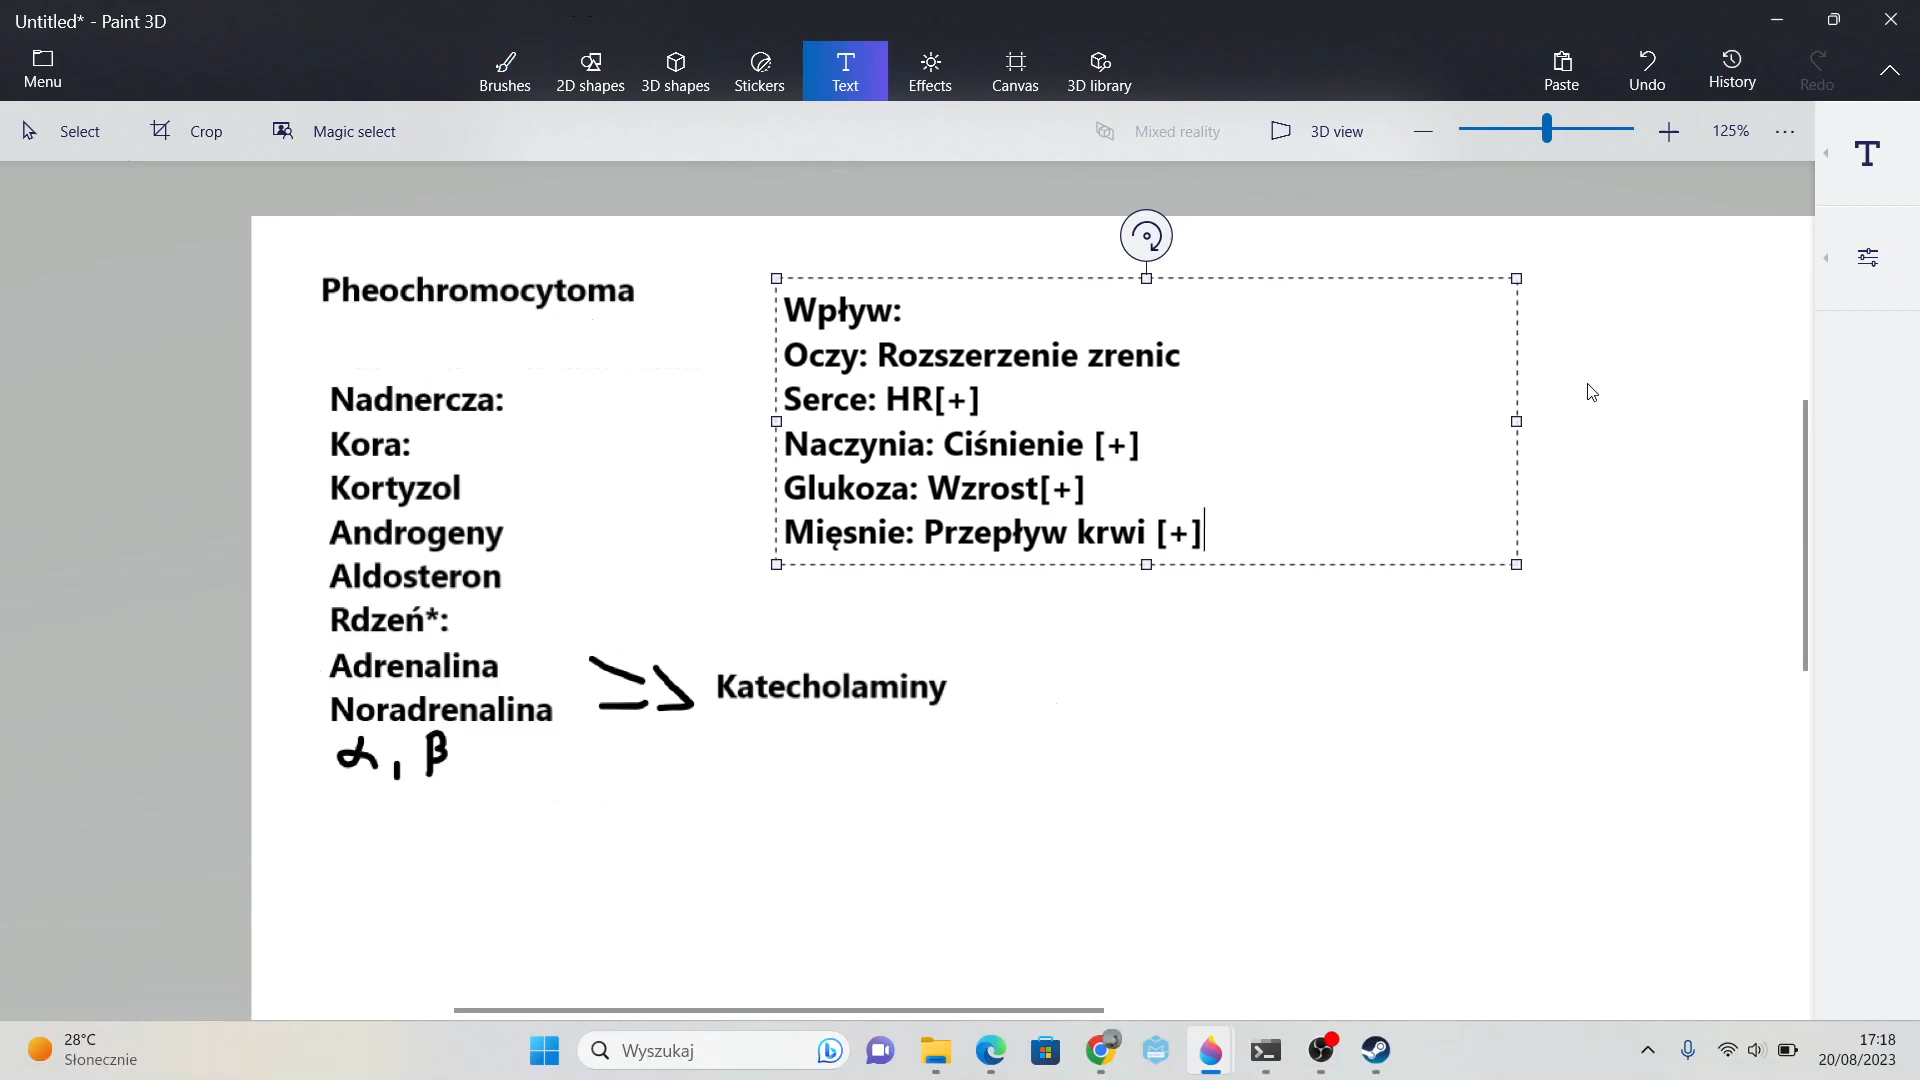 Untitled* - Paint 3D
Menu
Brushes
2D shapes
3D shapes
Stickers
Text
Effects
Canvas
3D library
Paste
Undo
History
Redo
Select
Crop
Magic select
Mixed reality
3D view
125%
Pheochromocytoma
Nadnercza:
Kora:
Kortyzol
Androgeny
Aldosteron
Rdzeń*:
Adrenalina
Noradrenalina
α, β
Katecholaminy
Wpływ:
Oczy: Rozszerzenie zrenic
Serce: HR[+]
Naczynia: Ciśnienie [+]
Glukoza: Wzrost[+]
Mięsnie: Przepływ krwi [+]
28°C
Słonecznie
Wyszukaj
17:18
20/08/2023